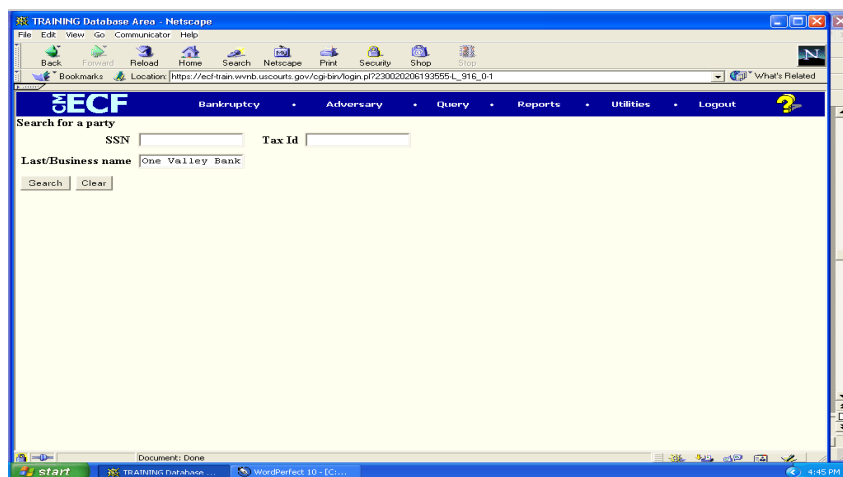 TRAINING Database Area - Netscape
File Edit View Go Communicator Help
Back Forward Reload Home Search Netscape Print Security Shop Stop
Bookmarks Location: https://ecf-train.wvnb.uscourts.gov/cgi-bin/login.pl?230020206193555-L_916_0-1 What's Related
CM ECF Bankruptcy • Adversary • Query • Reports • Utilities • Logout ?
Search for a party
SSN Tax Id
Last/Business name One Valley Bank
Search Clear
Document: Done
start TRAINING Database ... WordPerfect 10 - [C:... 4:45 PM